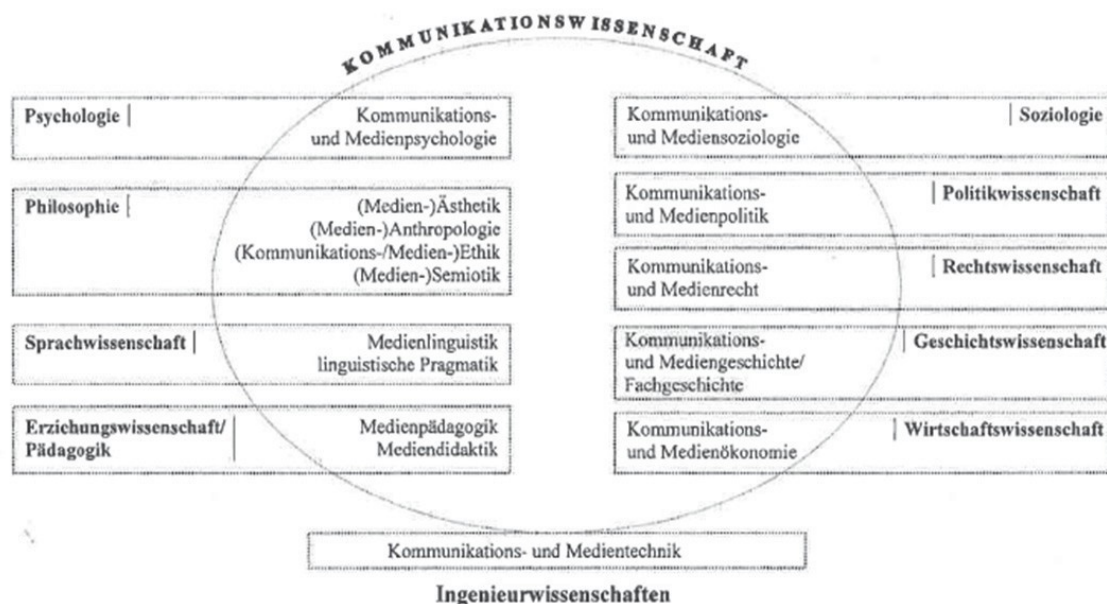 KOMMUNIKATIONSWISSENSCHAFT
Psychologie
Kommunikations-
und Medienpsychologie
Philosophie
(Medien-)Ästhetik
(Medien-)Anthropologie
(Kommunikations-/Medien-)Ethik
(Medien-)Semiotik
Sprachwissenschaft
Medienlinguistik
linguistische Pragmatik
Erziehungswissenschaft/
Pädagogik
Medienpädagogik
Mediendidaktik
Kommunikations-
und Mediensoziologie
Soziologie
Kommunikations-
und Medienpolitik
Politikwissenschaft
Kommunikations-
und Medienrecht
Rechtswissenschaft
Kommunikations-
und Mediengeschichte/
Fachgeschichte
Geschichtswissenschaft
Kommunikations-
und Medienökonomie
Wirtschaftswissenschaft
Kommunikations- und Medientechnik
Ingenieurwissenschaften